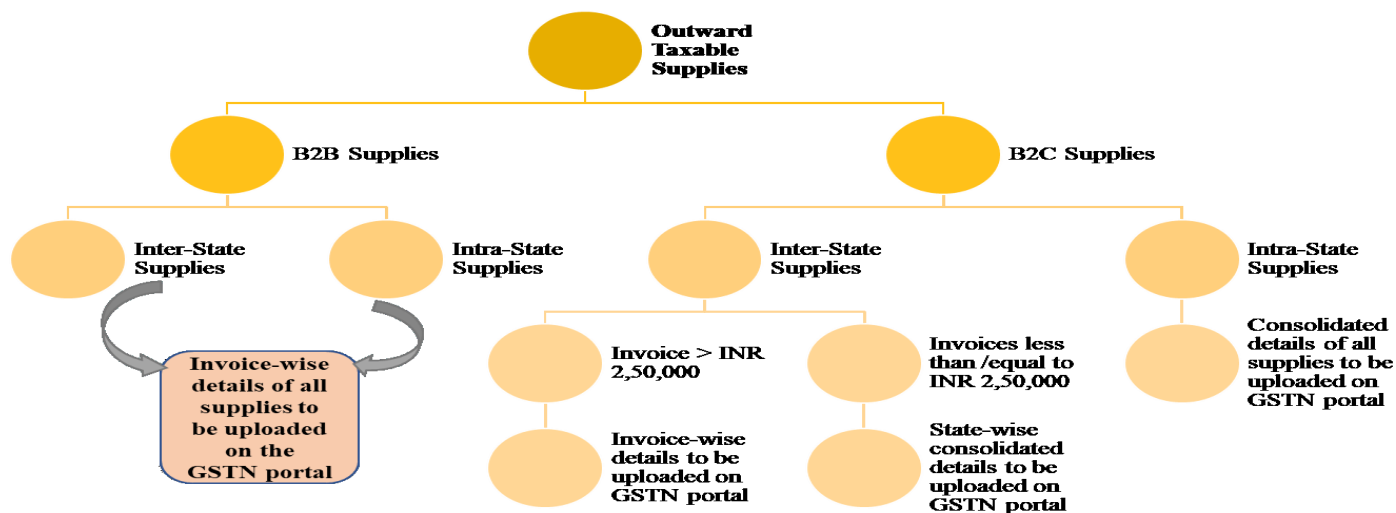 Outward
Taxable
Supplies
B2B Supplies
B2C Supplies
Inter-State
Supplies
Intra-State
Supplies
Inter-State
Supplies
Intra-State
Supplies
Invoice-wise
details of all
supplies to
be uploaded
on the
GSTN portal
Invoice > INR
2,50,000
Invoices less
than /equal to
INR 2,50,000
Consolidated
details of all
supplies to be
uploaded on
GSTN portal
Invoice-wise
details to be
uploaded on
GSTN portal
State-wise
consolidated
details to be
uploaded on
GSTN portal